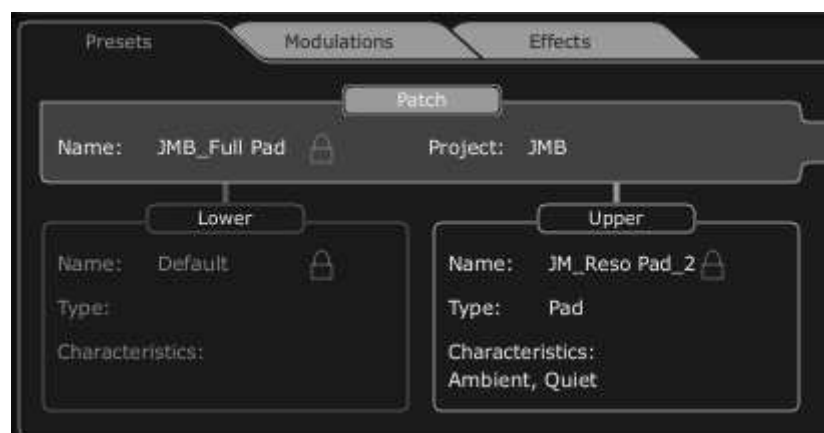 Presets Modulations Effects
Patch
Name: JMB_Full Pad Project: JMB
Lower
Name: Default
Type:
Characteristics:
Upper
Name: JM_Reso Pad_2
Type: Pad
Characteristics:
Ambient, Quiet